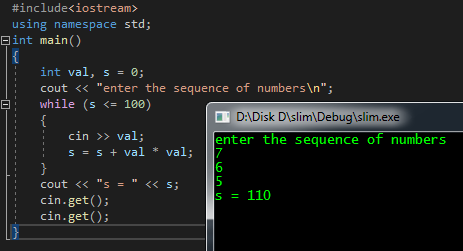 #include<iostream>
using namespace std;
int main()
{
int val, s = 0;
cout << "enter the sequence of numbers\n";
while (s <= 100)
{
cin >> val;
s = s + val * val;
}
cout << "s = " << s;
cin.get();
cin.get();
}
D:\Disk D\slim\Debug\slim.exe
enter the sequence of numbers
7
6
5
s = 110